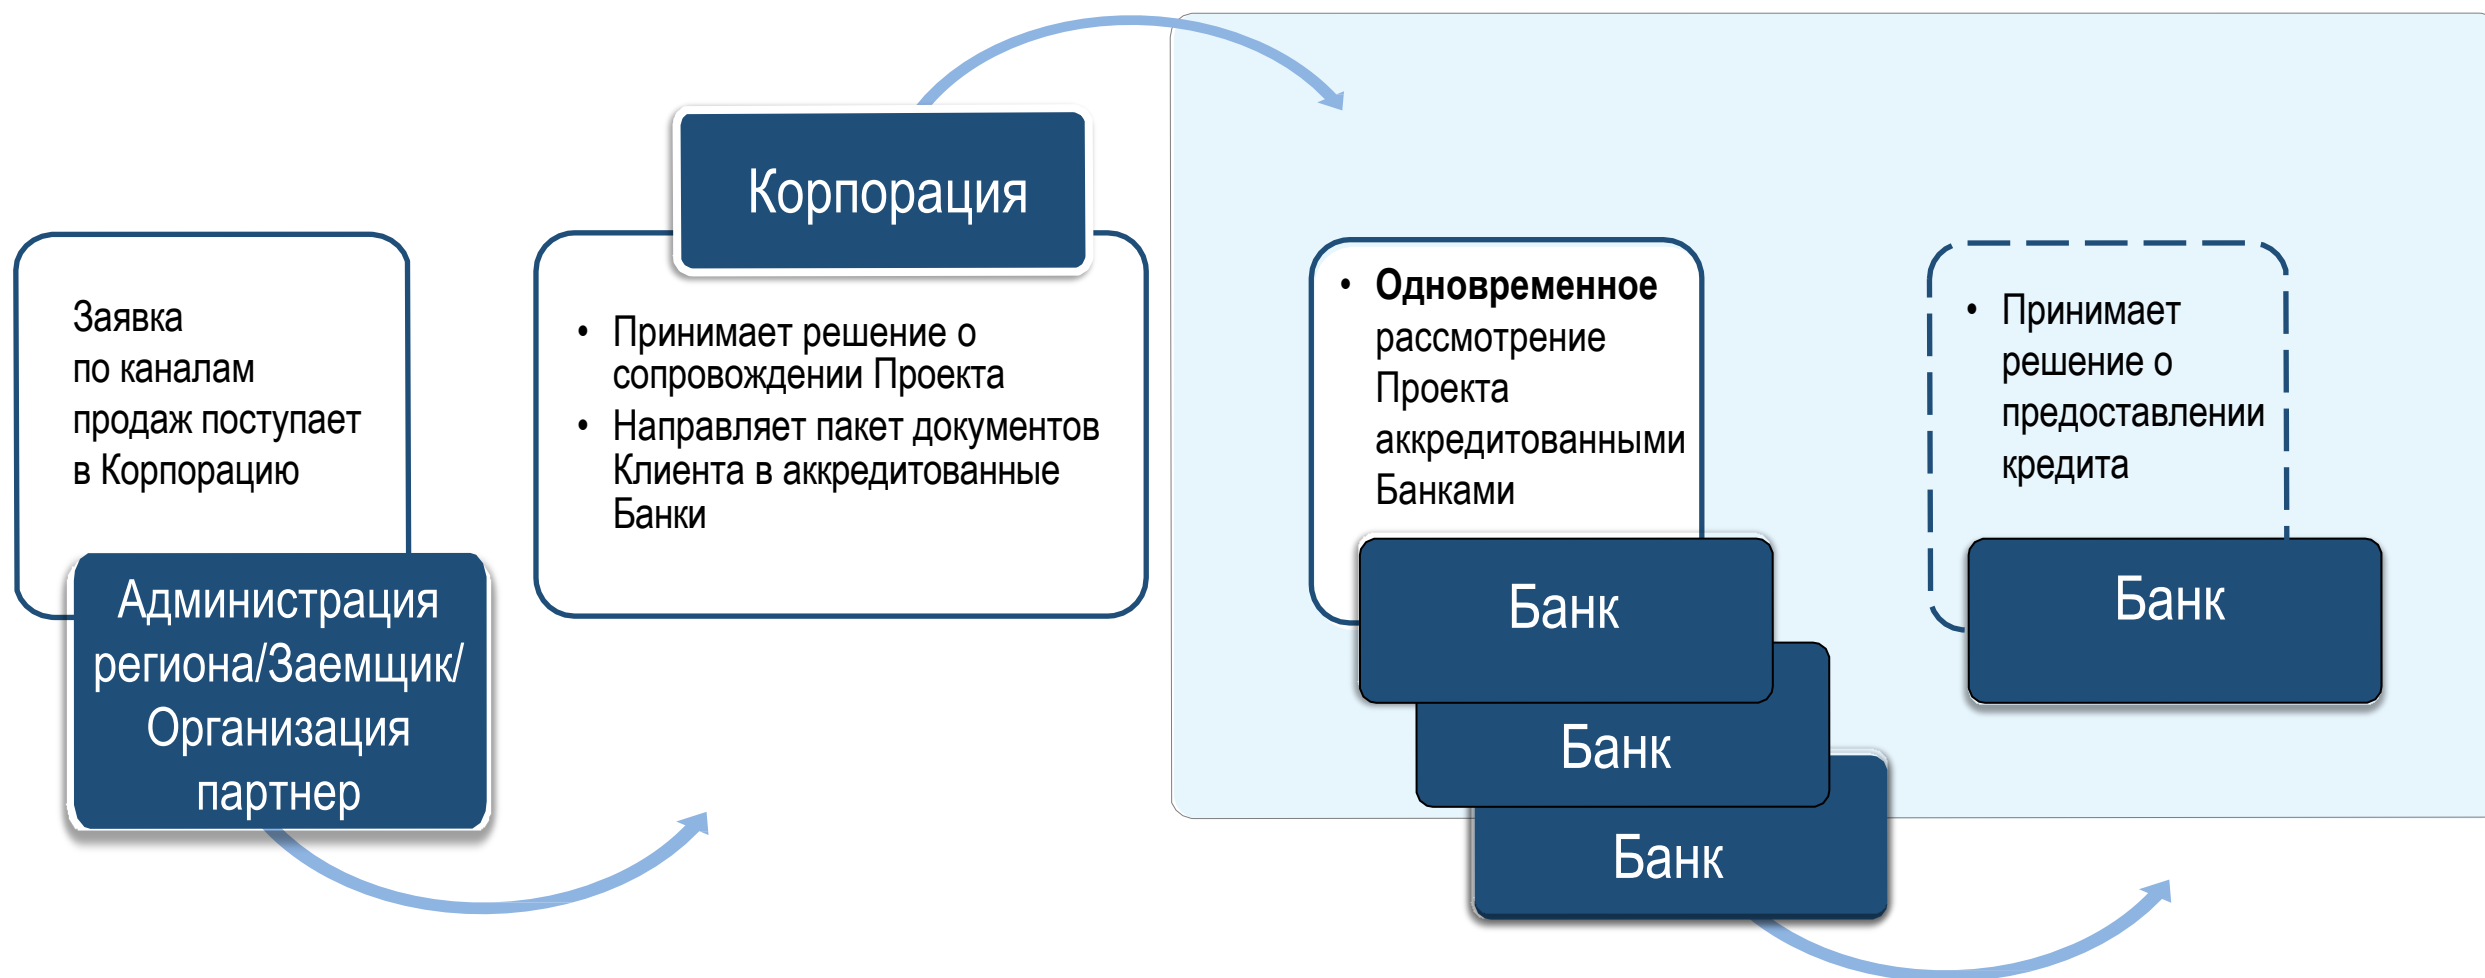 Заявка
по каналам
продаж поступает
в Корпорацию
Администрация
региона/Заемщик/
Организация
партнер
Корпорация
• Принимает решение о
сопровождении Проекта
• Направляет пакет документов
Клиента в аккредитованные
Банки
• Одновременное
рассмотрение
Проекта
аккредитованными
Банками
Банк
Банк
Банк
• Принимает
решение о
предоставлении
кредита
Банк